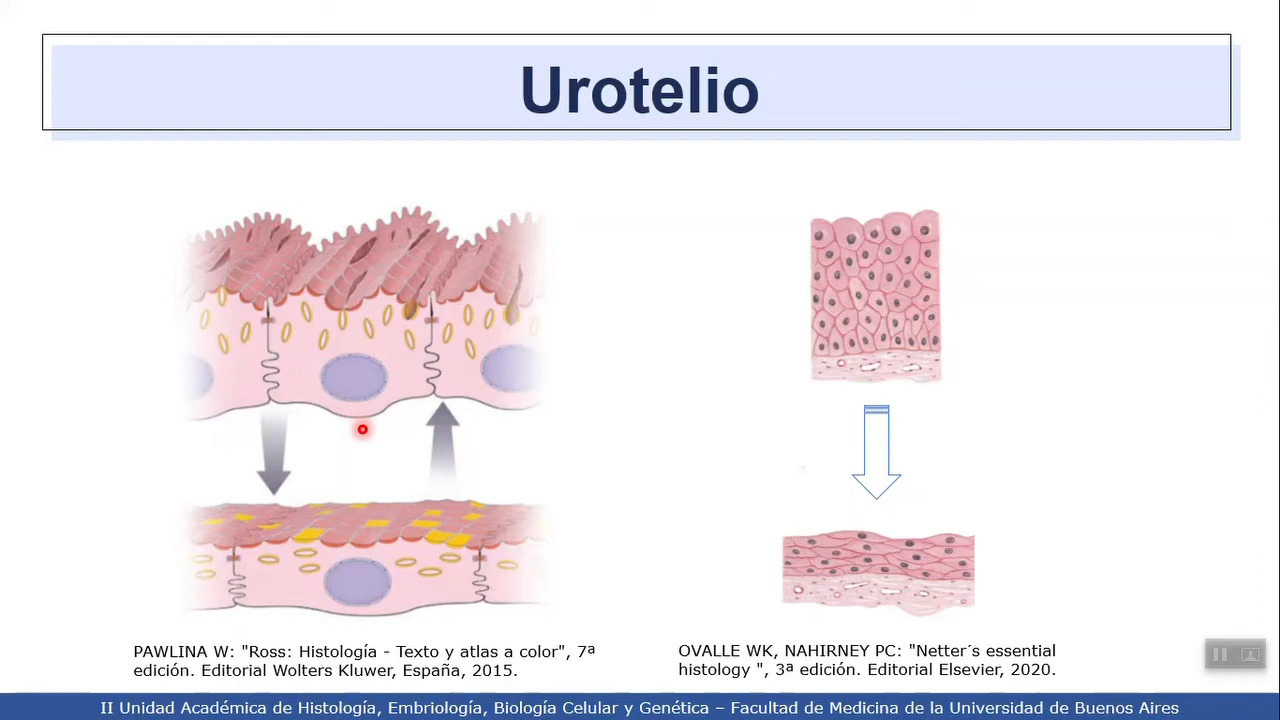 Urotelio
PAWLINA W: "Ross: Histología - Texto y atlas a color", 7ª
edición. Editorial Wolters Kluwer, España, 2015.
OVALLE WK, NAHIRNEY PC: "Netter´s essential
histology ", 3ª edición. Editorial Elsevier, 2020.
II Unidad Académica de Histología, Embriología, Biología Celular y Genética – Facultad de Medicina de la Universidad de Buenos Aires